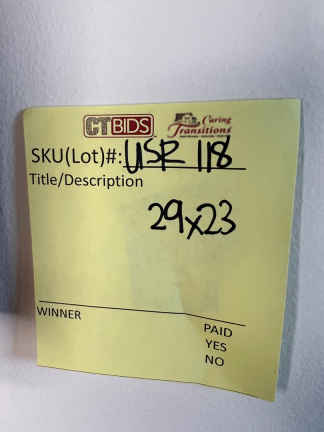 CTBIDS Caring Transitions
SKU(Lot)#: USR 118
Title/Description
29x23
WINNER
PAID
YES
NO